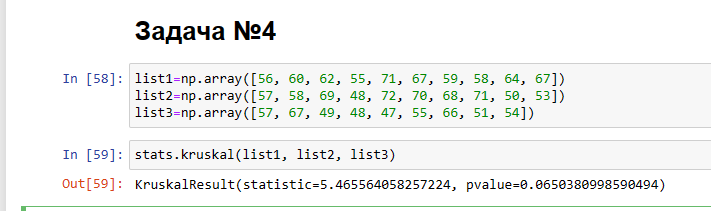 Задача №4
In [58]: list1=np.array([56, 60, 62, 55, 71, 67, 59, 58, 64, 67])
list2=np.array([57, 58, 69, 48, 72, 70, 68, 71, 50, 53])
list3=np.array([57, 67, 49, 48, 47, 55, 66, 51, 54])
In [59]: stats.kruskal(list1, list2, list3)
Out[59]: KruskalResult(statistic=5.465564058257224, pvalue=0.0650380998590494)